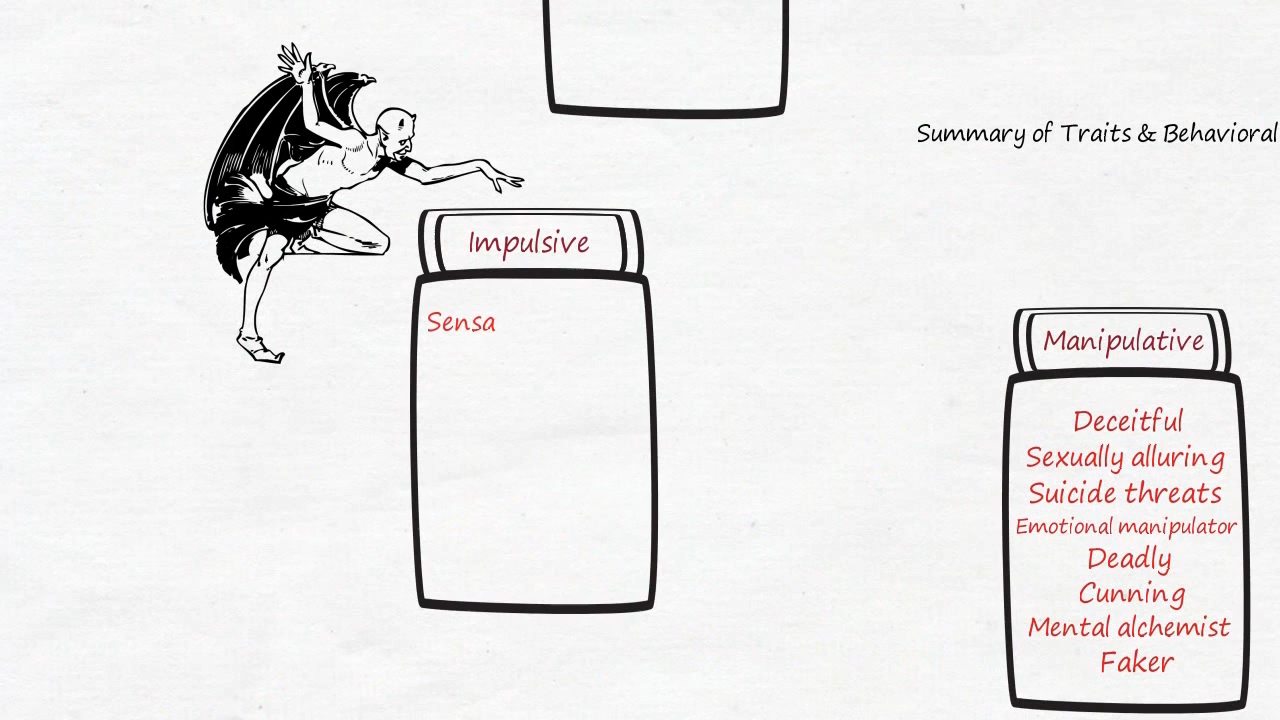 Summary of Traits & Behavioral
Impulsive
Sensa
Manipulative
Deceitful
Sexually alluring
Suicide threats
Emotional manipulator
Deadly
Cunning
Mental alchemist
Faker